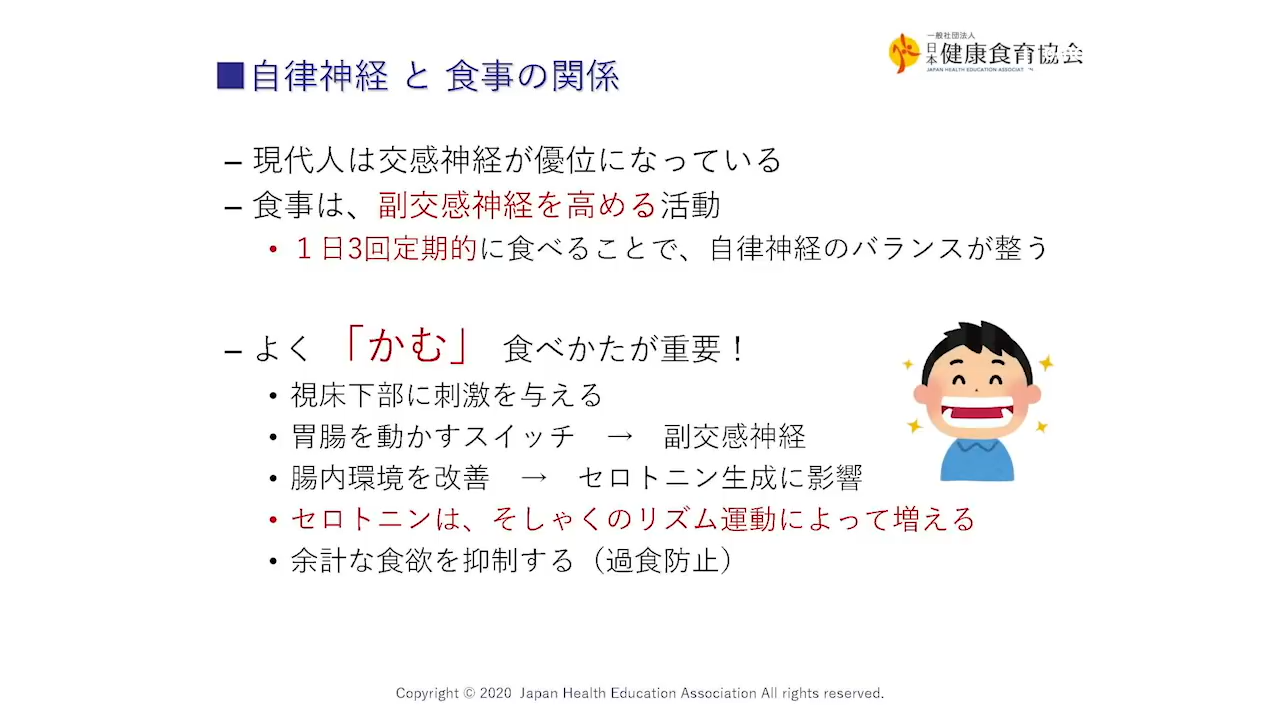 一般社団法人
日本健康食育協会
JAPAN HEALTH EDUCATION ASSOCIATION
■自律神経 と 食事の関係
– 現代人は交感神経が優位になっている
– 食事は、副交感神経を高める活動
• １日3回定期的に食べることで、自律神経のバランスが整う
– よく 「かむ」 食べかたが重要！
• 視床下部に刺激を与える
• 胃腸を動かすスイッチ　→　副交感神経
• 腸内環境を改善　→　セロトニン生成に影響
• セロトニンは、そしゃくのリズム運動によって増える
• 余計な食欲を抑制する（過食防止）
Copyright © 2020 Japan Health Education Association All rights reserved.